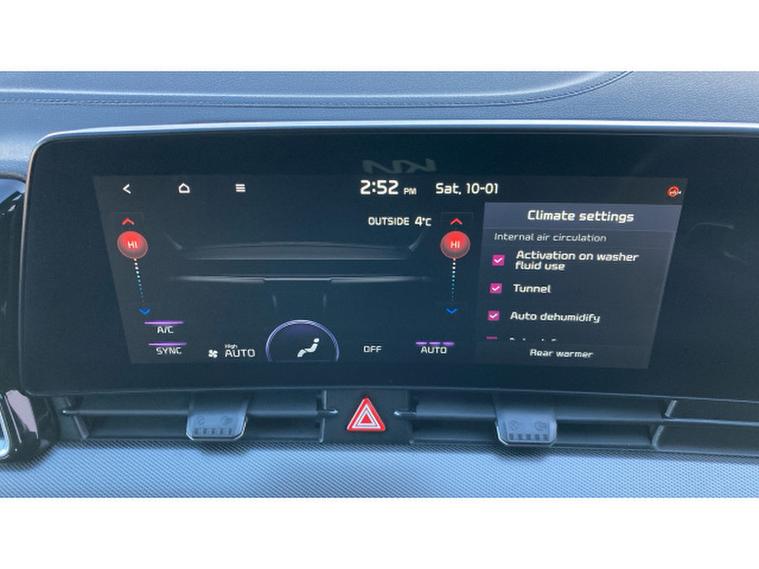 2:52 PM Sat, 10-01
OUTSIDE 4°C
HI
HI
A/C
SYNC
High
AUTO
OFF
AUTO
Climate settings
Internal air circulation
Activation on washer
fluid use
Tunnel
Auto dehumidify
Rear warmer